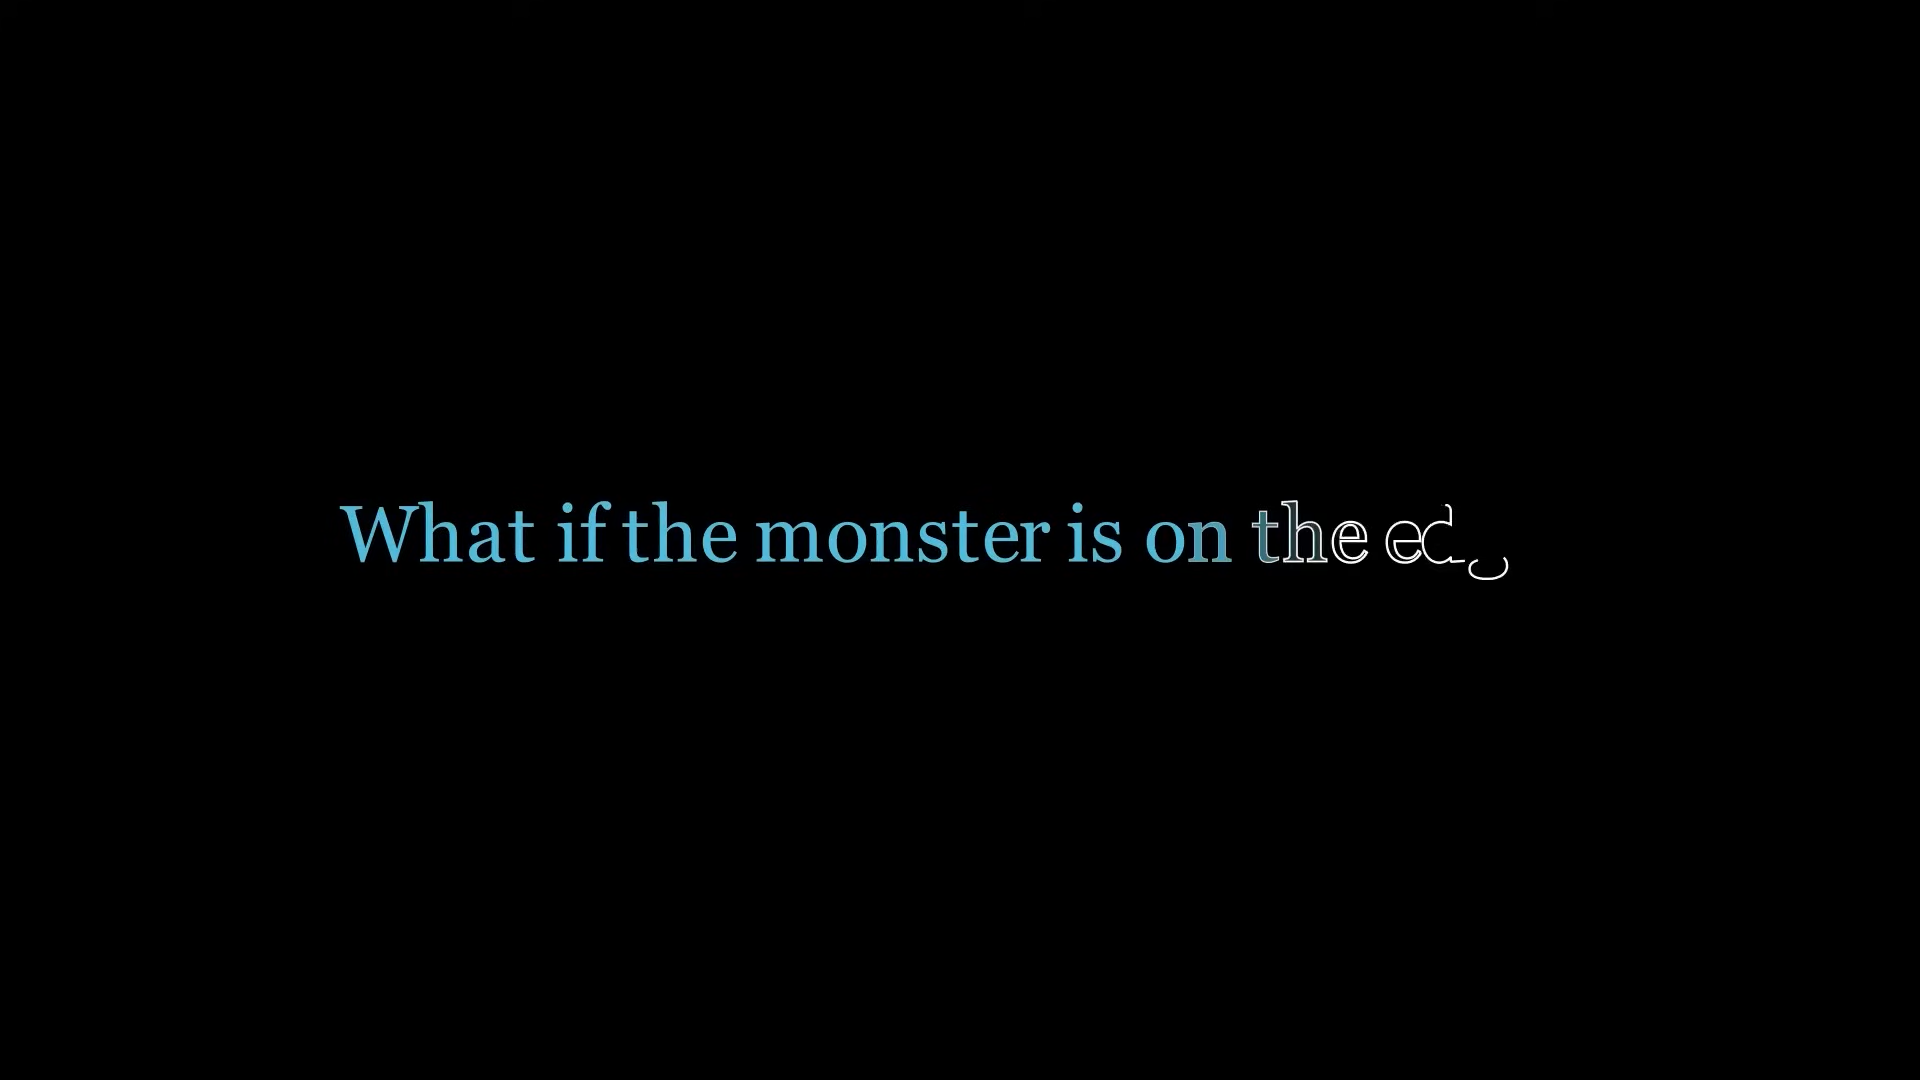 What if the monster is on the